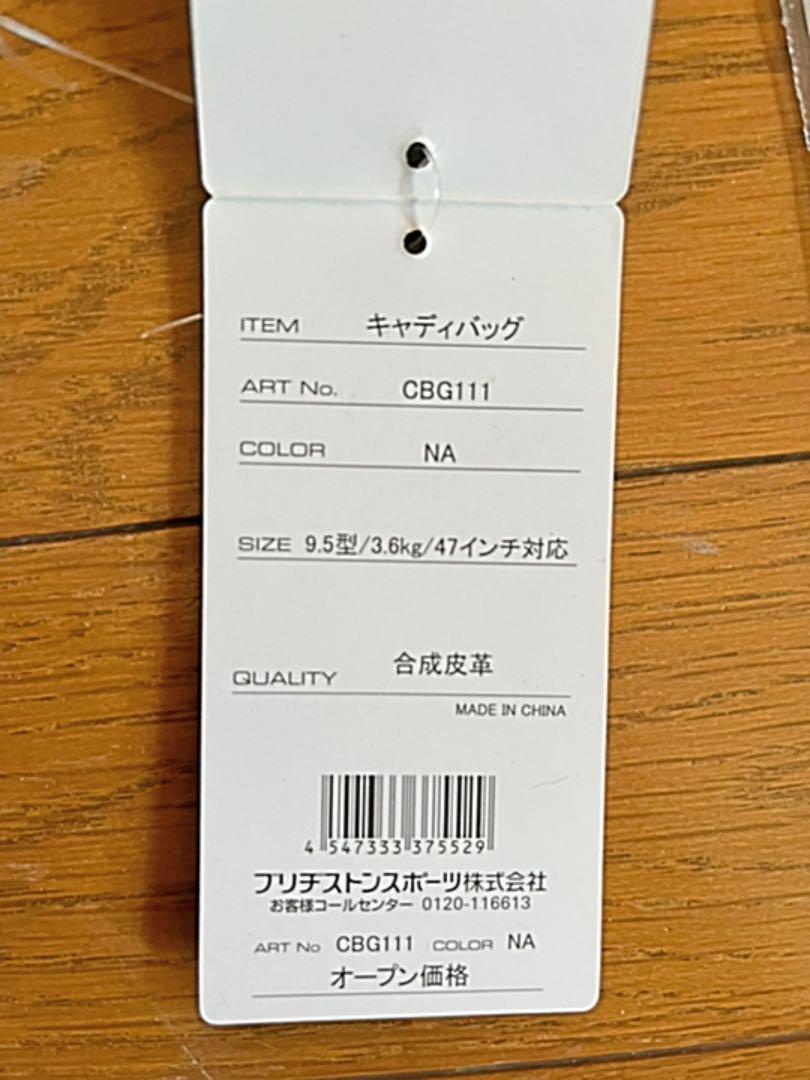 ITEM キャディバッグ
ART No. CBG111
COLOR NA
SIZE 9.5型/3.6kg/47インチ対応
QUALITY 合成皮革
MADE IN CHINA
4 547333 375529
ブリヂストンスポーツ株式会社
お客様コールセンター 0120-116613
ART No CBG111 COLOR NA
オープン価格